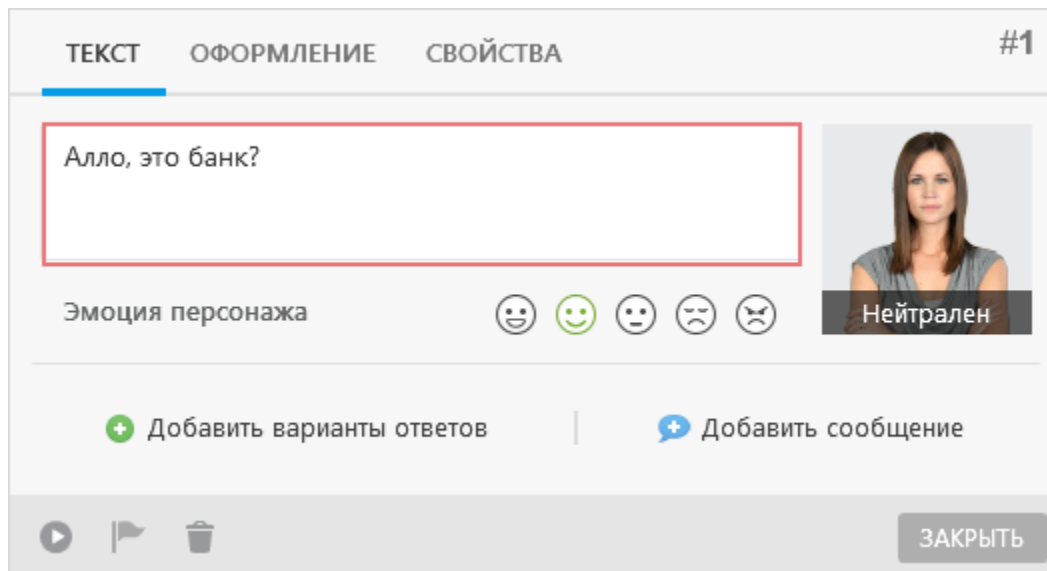 ТЕКСТ ОФОРМЛЕНИЕ СВОЙСТВА #1
Алло, это банк?
Эмоция персонажа
Нейтрален
Добавить варианты ответов Добавить сообщение
ЗАКРЫТЬ